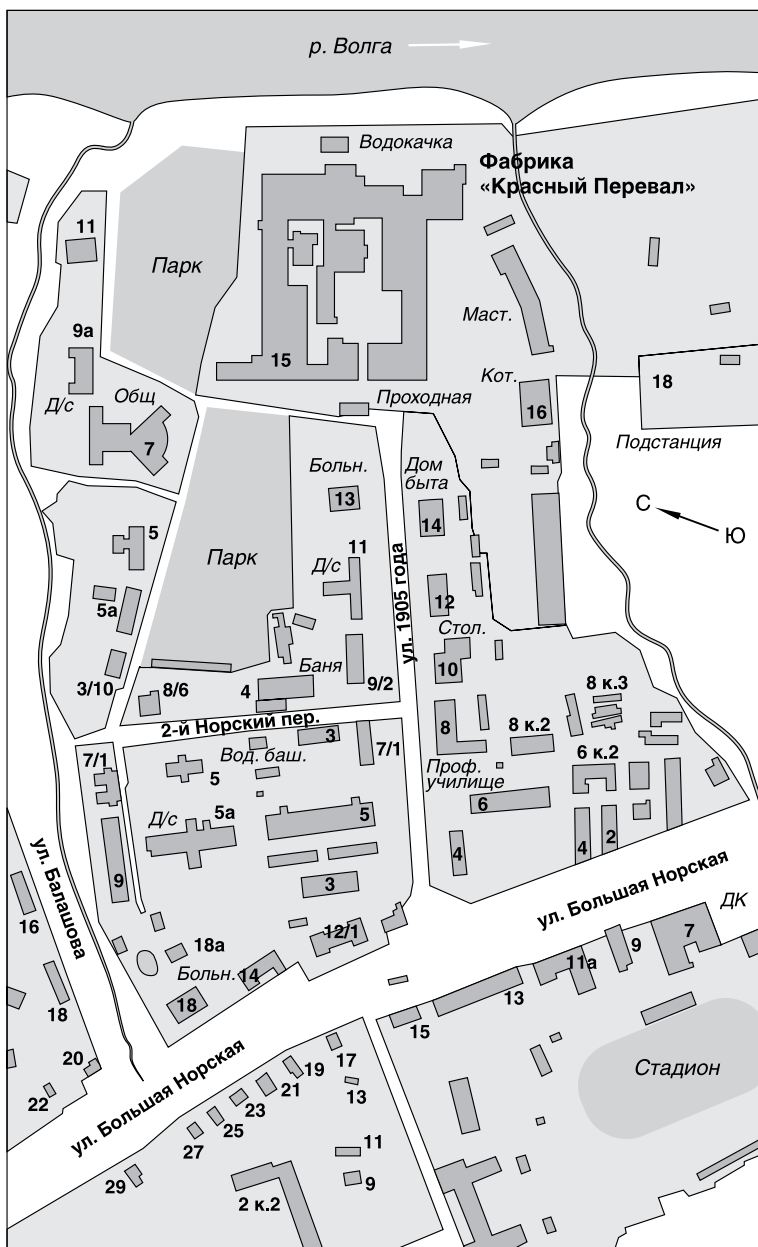 р. Волга
Водокачка
Фабрика
«Красный Перевал»
11
Парк
Маст.
9а
15
Кот.
18
Д/с
Общ
Проходная
16
Подстанция
7
Больн.
Дом
быта
13
14
С
Ю
5
Парк
11
Д/с
ул. 1905 года
5а
12
Стол.
3/10
Баня
9/2
10
8 к.3
8/6
4
2-й Норский пер.
8
8 к.2
3
7/1
7/1
Вод. баш.
Проф.
училище
6 к.2
5
6
Д/с
5а
5
ул. Балашова
9
3
4
4
2
16
ул. Большая Норская
ДК
18а
12/1
7
9
Больн.
14
11а
18
18
13
15
20
ул. Большая Норская
17
19
Стадион
22
21
13
23
25
27
11
29
2 к.2
9